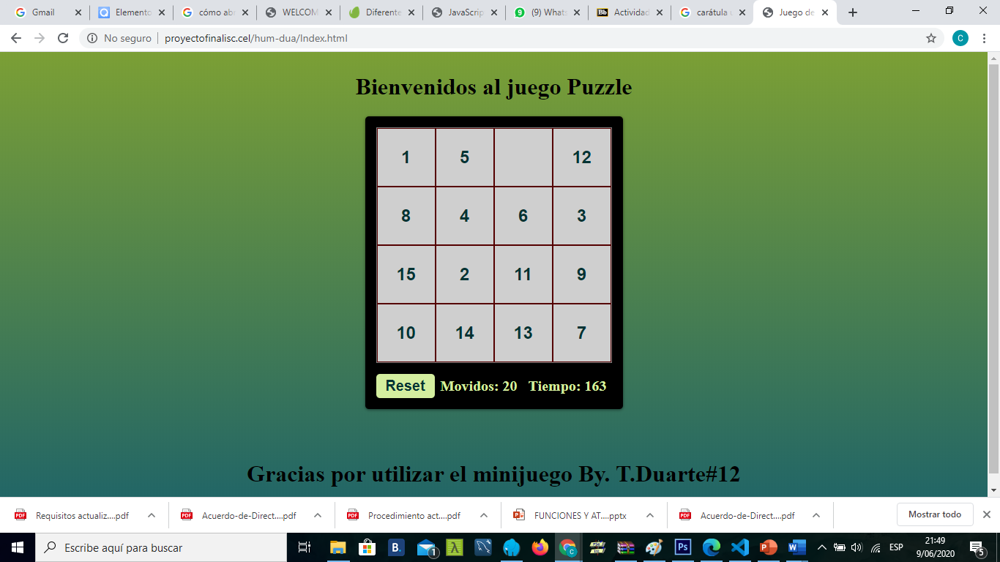 Gmail
Elemento
cómo ab
WELCOM
Diferente
JavaScrip
(9) Whats
Actividad
carátula u
Juego de
No seguro
proyectofinalisc.cel/hum-dua/Index.html
C
Bienvenidos al juego Puzzle
1 5 12
8 4 6 3
15 2 11 9
10 14 13 7
Reset Movidos: 20 Tiempo: 163
Gracias por utilizar el minijuego By. T.Duarte#12
Requisitos actualiz....pdf
Acuerdo-de-Direct....pdf
Procedimiento act....pdf
FUNCIONES Y AT....pptx
Acuerdo-de-Direct....pdf
Mostrar todo
Escribe aquí para buscar
ESP
21:49
9/06/2020
5